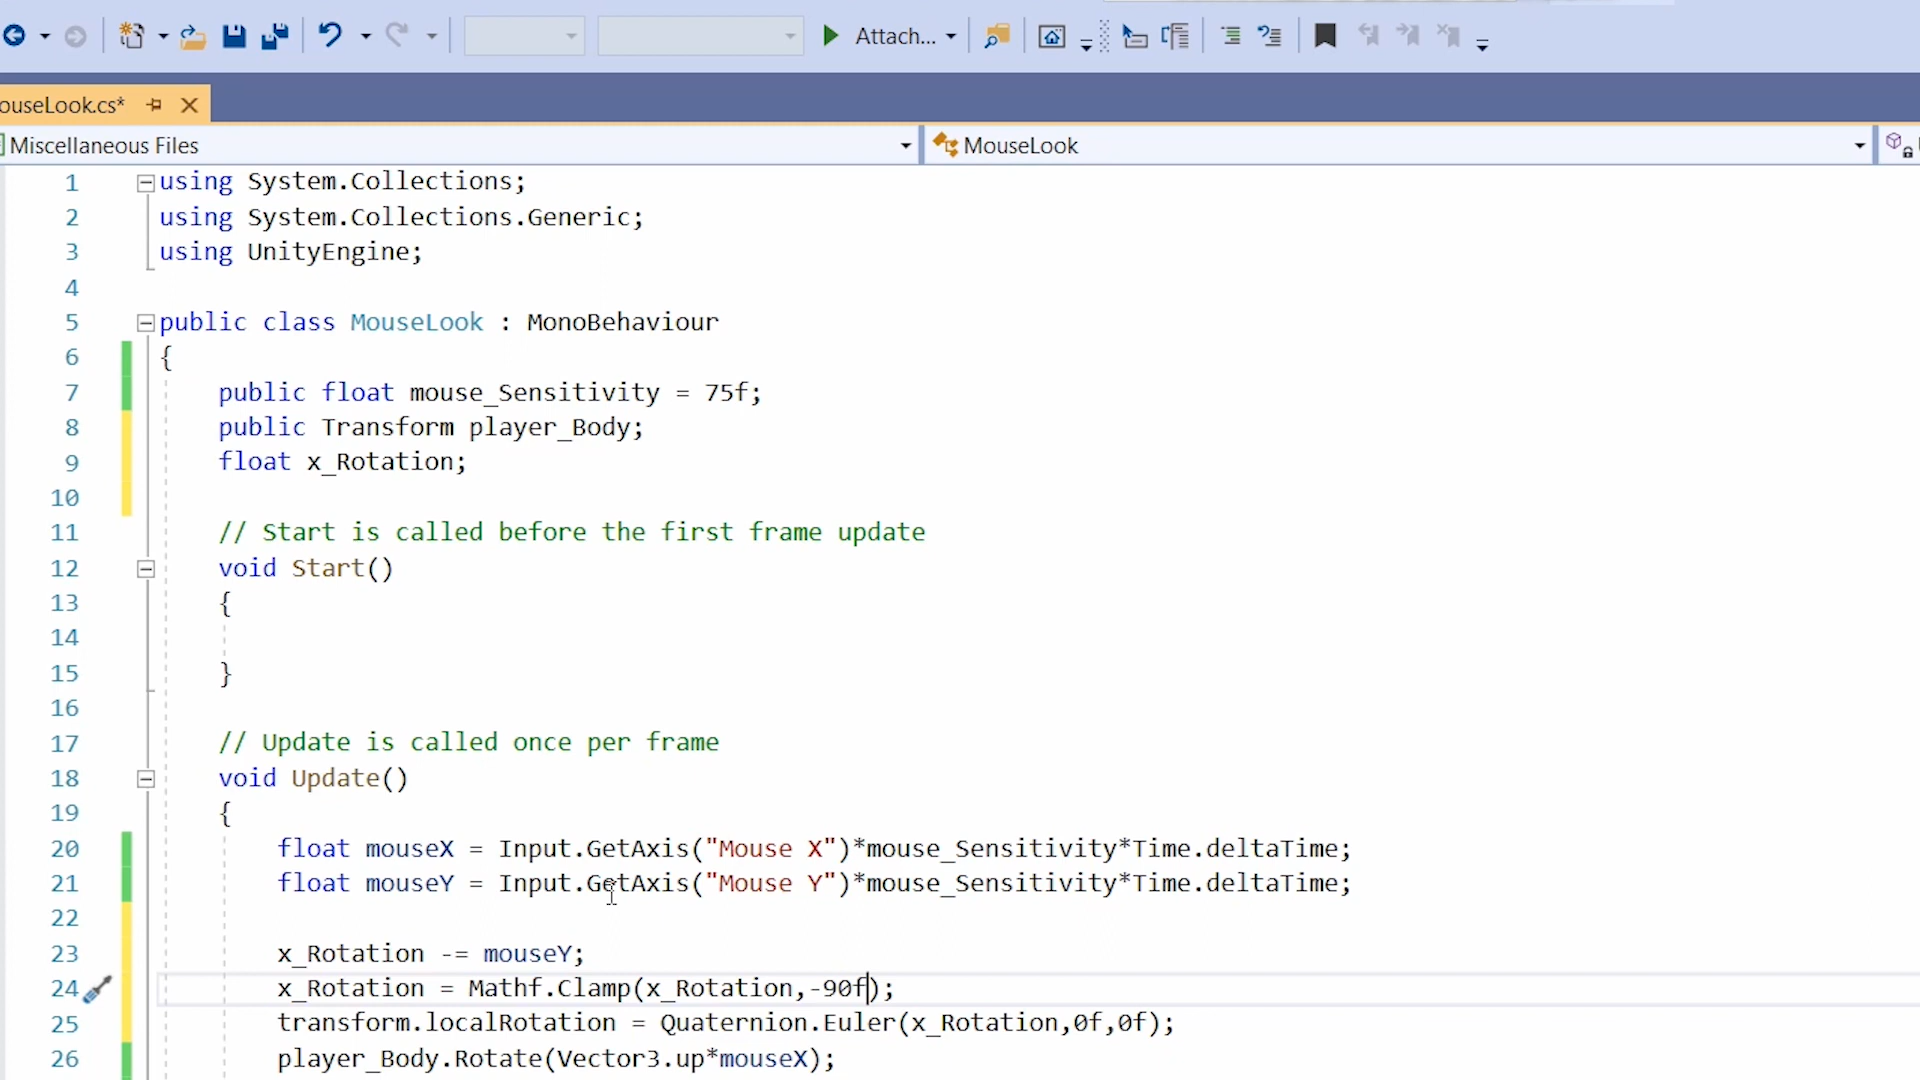 Attach...
ouseLook.cs*
Miscellaneous Files
MouseLook
1 using System.Collections;
2 using System.Collections.Generic;
3 using UnityEngine;
4
5 public class MouseLook : MonoBehaviour
6 {
7 public float mouse_Sensitivity = 75f;
8 public Transform player_Body;
9 float x_Rotation;
10
11 // Start is called before the first frame update
12 void Start()
13 {
14
15 }
16
17 // Update is called once per frame
18 void Update()
19 {
20 float mouseX = Input.GetAxis("Mouse X")*mouse_Sensitivity*Time.deltaTime;
21 float mouseY = Input.GetAxis("Mouse Y")*mouse_Sensitivity*Time.deltaTime;
22
23 x_Rotation -= mouseY;
24 x_Rotation = Mathf.Clamp(x_Rotation,-90f);
25 transform.localRotation = Quaternion.Euler(x_Rotation,0f,0f);
26 player_Body.Rotate(Vector3.up*mouseX);